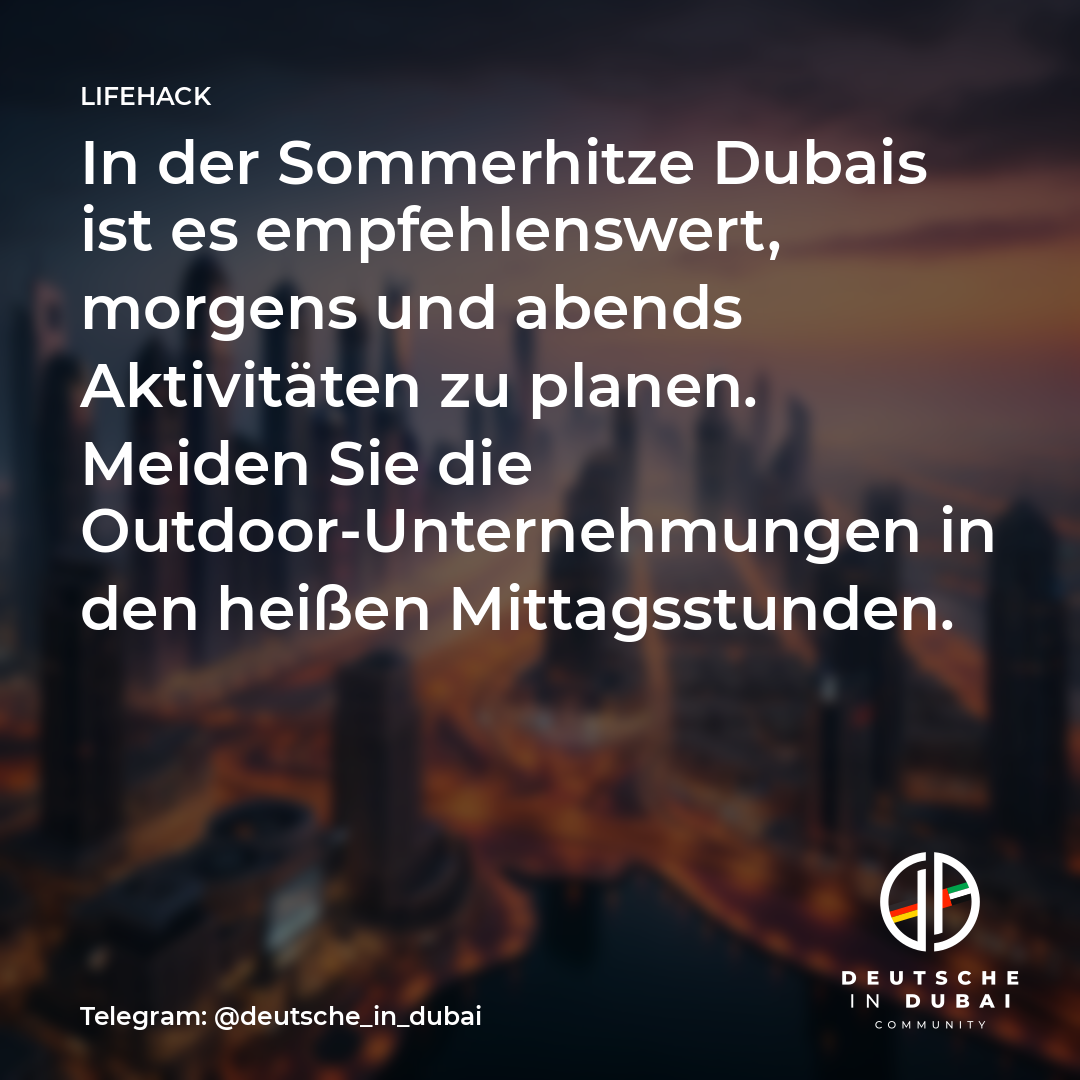 LIFEHACK
In der Sommerhitze Dubais
ist es empfehlenswert,
morgens und abends
Aktivitäten zu planen.
Meiden Sie die
Outdoor-Unternehmungen in
den heißen Mittagsstunden.
DEUTSCHE
IN DUBAI
COMMUNITY
Telegram: @deutsche_in_dubai